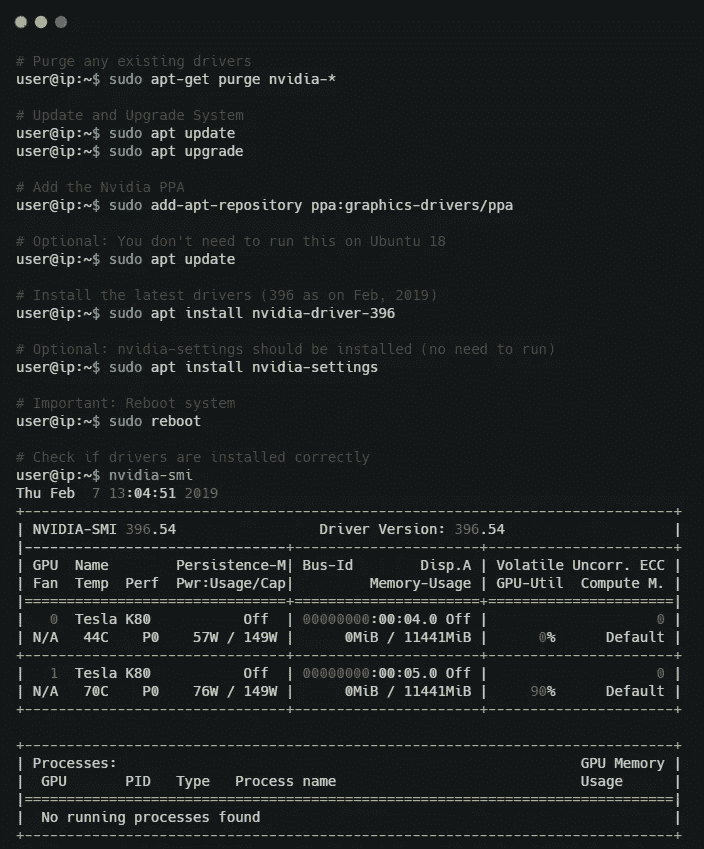 # Purge any existing drivers
user@ip:~$ sudo apt-get purge nvidia-*
# Update and Upgrade System
user@ip:~$ sudo apt update
user@ip:~$ sudo apt upgrade
# Add the Nvidia PPA
user@ip:~$ sudo add-apt-repository ppa:graphics-drivers/ppa
# Optional: You don't need to run this on Ubuntu 18
user@ip:~$ sudo apt update
# Install the latest drivers (396 as on Feb, 2019)
user@ip:~$ sudo apt install nvidia-driver-396
# Optional: nvidia-settings should be installed (no need to run)
user@ip:~$ sudo apt install nvidia-settings
# Important: Reboot system
user@ip:~$ sudo reboot
# Check if drivers are installed correctly
user@ip:~$ nvidia-smi
Thu Feb  7 13:04:51 2019
+-----------------------------------------------------------------------------+
| NVIDIA-SMI 396.54                 Driver Version: 396.54                    |
|-------------------------------+----------------------+----------------------+
| GPU  Name        Persistence-M| Bus-Id        Disp.A | Volatile Uncorr. ECC |
| Fan  Temp  Perf  Pwr:Usage/Cap|         Memory-Usage | GPU-Util  Compute M. |
|===============================+======================+======================|
|   0  Tesla K80           Off  | 00000000:00:04.0 Off |                    0 |
| N/A   44C    P0    57W / 149W |      0MiB / 11441MiB |      0%      Default |
+-------------------------------+----------------------+----------------------+
|   1  Tesla K80           Off  | 00000000:00:05.0 Off |                    0 |
| N/A   70C    P0    76W / 149W |      0MiB / 11441MiB |     90%      Default |
+-------------------------------+----------------------+----------------------+
+-----------------------------------------------------------------------------+
| Processes:                                                       GPU Memory |
|  GPU       PID   Type   Process name                             Usage      |
|=============================================================================|
|  No running processes found                                                 |
+-----------------------------------------------------------------------------+